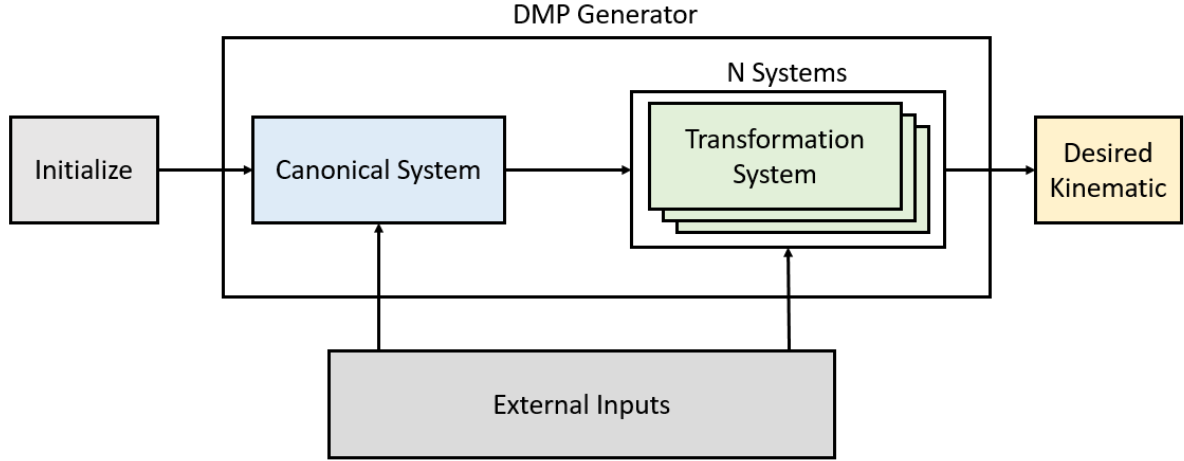 DMP Generator
N Systems
Initialize
Canonical System
Transformation
System
Desired
Kinematic
External Inputs